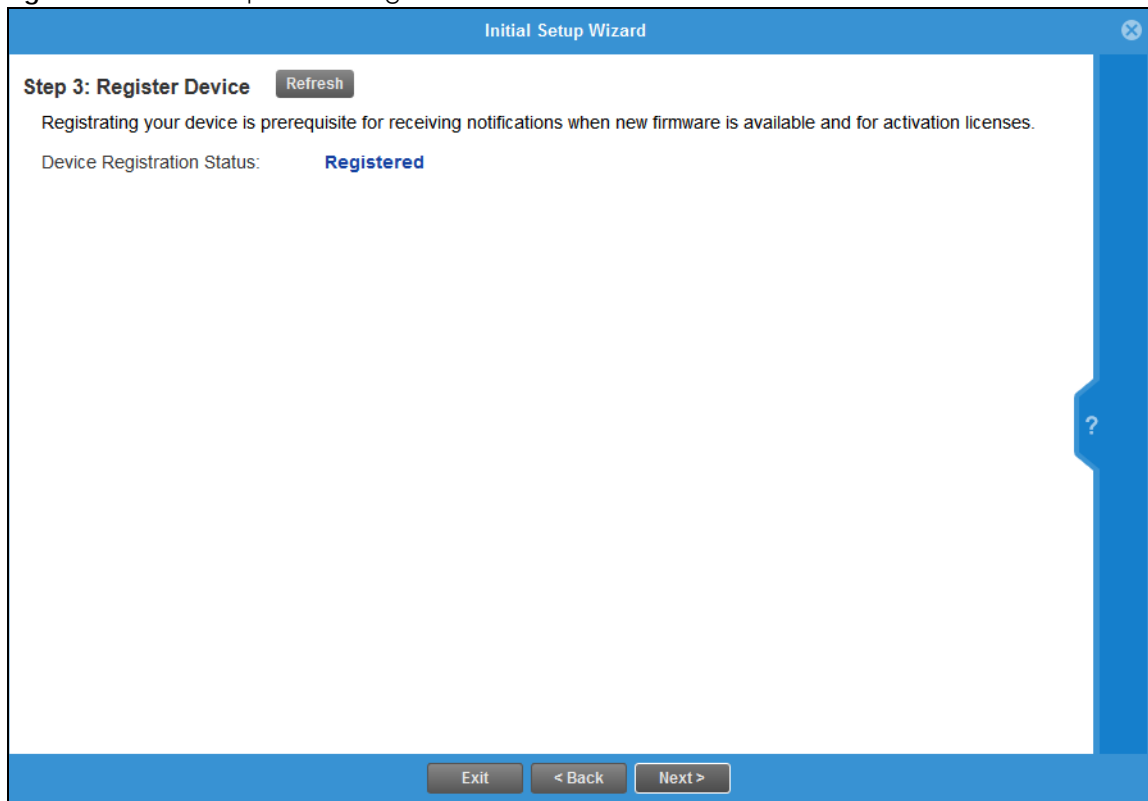 Initial Setup Wizard
Step 3: Register Device
Refresh
Registrating your device is prerequisite for receiving notifications when new firmware is available and for activation licenses.
Device Registration Status: Registered
?
Exit
< Back
Next >